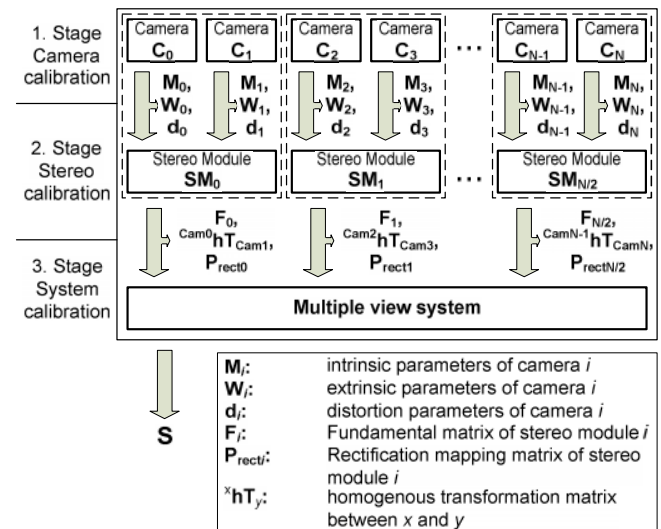 1. Stage
Camera
calibration
2. Stage
Stereo
calibration
3. Stage
System
calibration
Camera Camera Camera Camera Camera Camera
C0 C1 C2 C3 ... CN-1 CN
M0, M1, M2, M3, MN-1, MN,
W0, W1, W2, W3, WN-1, WN,
d0 d1 d2 d3 dN-1 dN
Stereo Module Stereo Module Stereo Module
SM0 SM1 ... SMN/2
F0, F1, FN/2,
Cam0hTCam1, Cam2hTCam3, CamN-1hTCamN,
Prect0 Prect1 PrectN/2
Multiple view system
S
Mi: intrinsic parameters of camera i
Wi: extrinsic parameters of camera i
di: distortion parameters of camera i
Fi: Fundamental matrix of stereo module i
Precti: Rectification mapping matrix of stereo
module i
xhTy: homogenous transformation matrix
between x and y